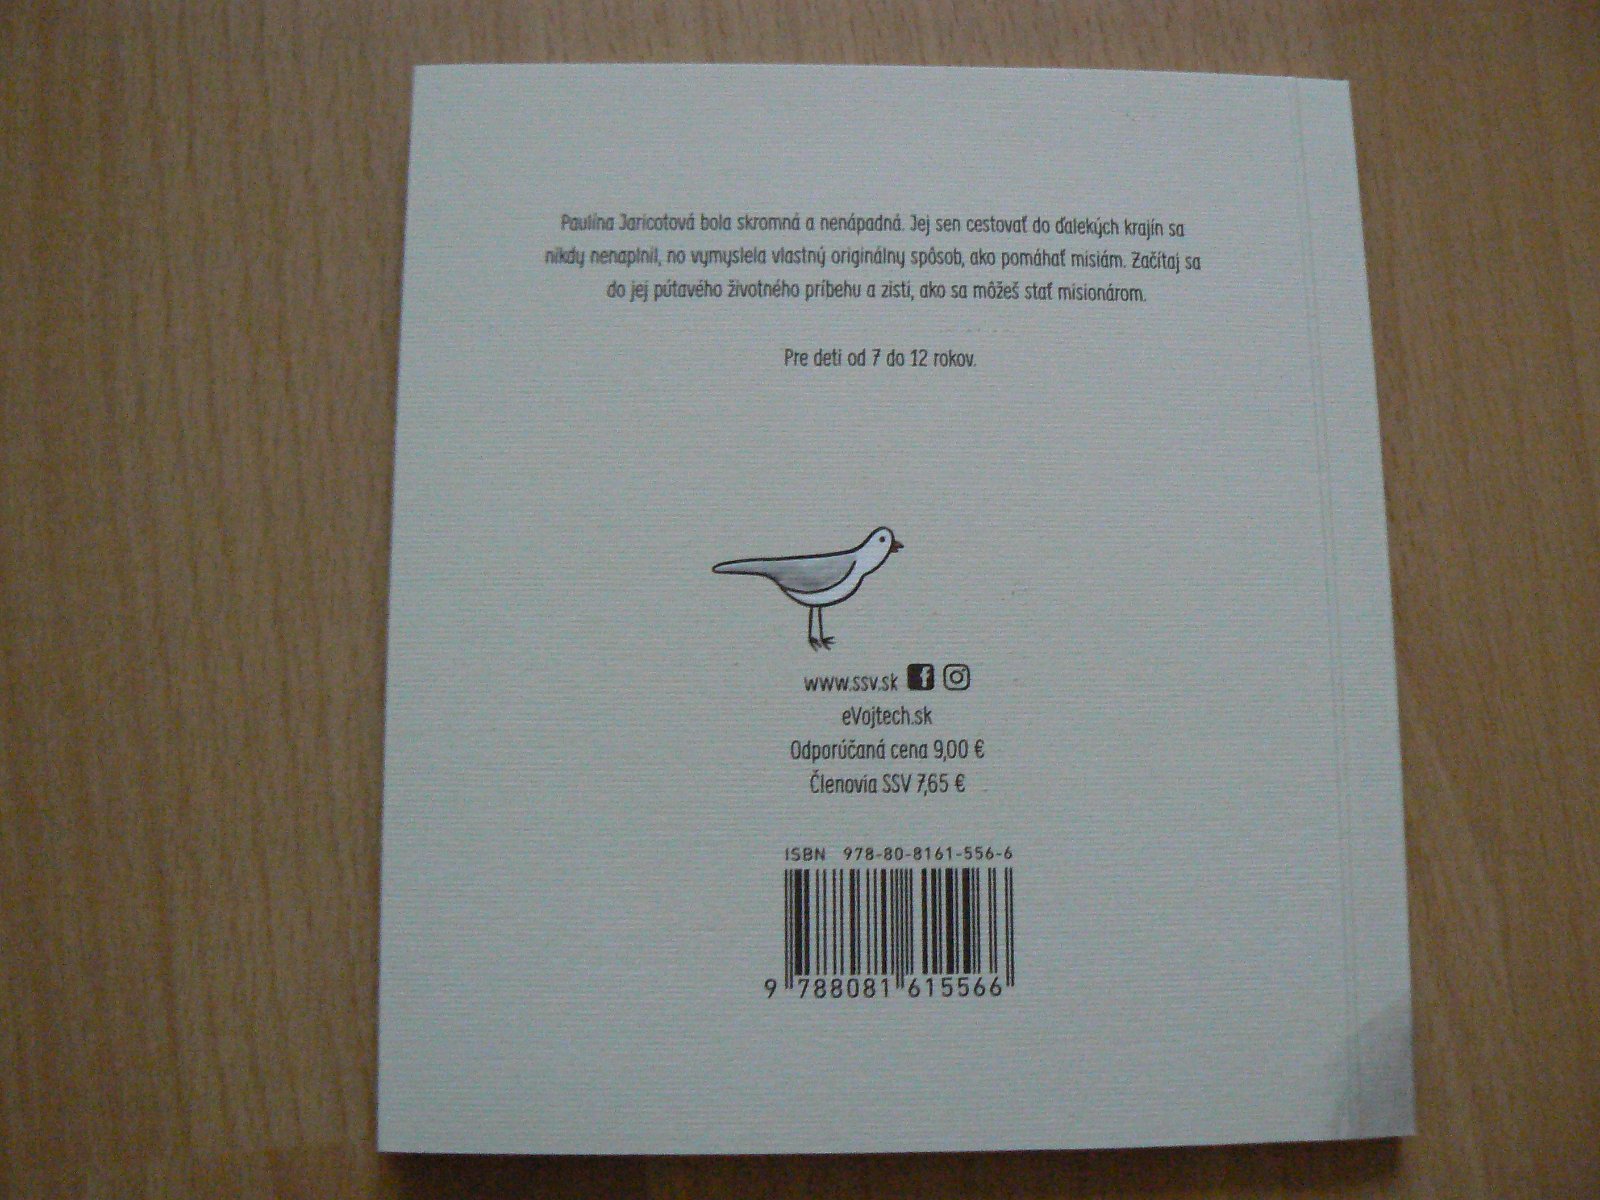 Paulína Jaricotová bola skromná a nenápadná. Jej sen cestovať do ďalekých krajín sa
nikdy nenaplnil, no vymyslela vlastný originálny spôsob, ako pomáhať misiám. Začítaj sa
do jej pútavého životného príbehu a zisti, ako sa môžeš stať misionárom.
Pre deti od 7 do 12 rokov.
www.ssv.sk
eVojtech.sk
Odporúčaná cena 9,00 €
Členovia SSV 7,65 €
ISBN 978-80-8161-556-6
9 788081 615566